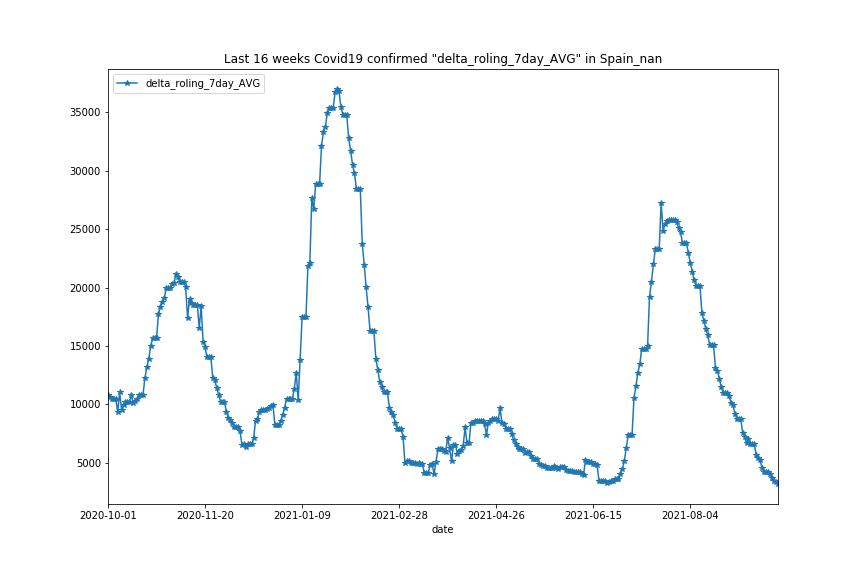 Last 16 weeks Covid19 confirmed "delta_roling_7day_AVG" in Spain_nan
delta_roling_7day_AVG
35000
30000
25000
20000
15000
10000
5000
2020-10-01 2020-11-20 2021-01-09 2021-02-28 2021-04-26 2021-06-15 2021-08-04
date